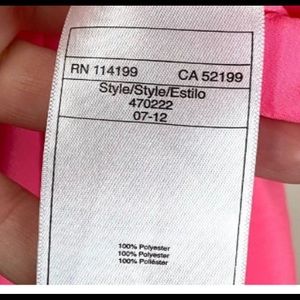 RN 114199 CA 52199
Style/Style/Estilo
470222
07-12
100% Polyester
100% Polyester
100% Poliéster